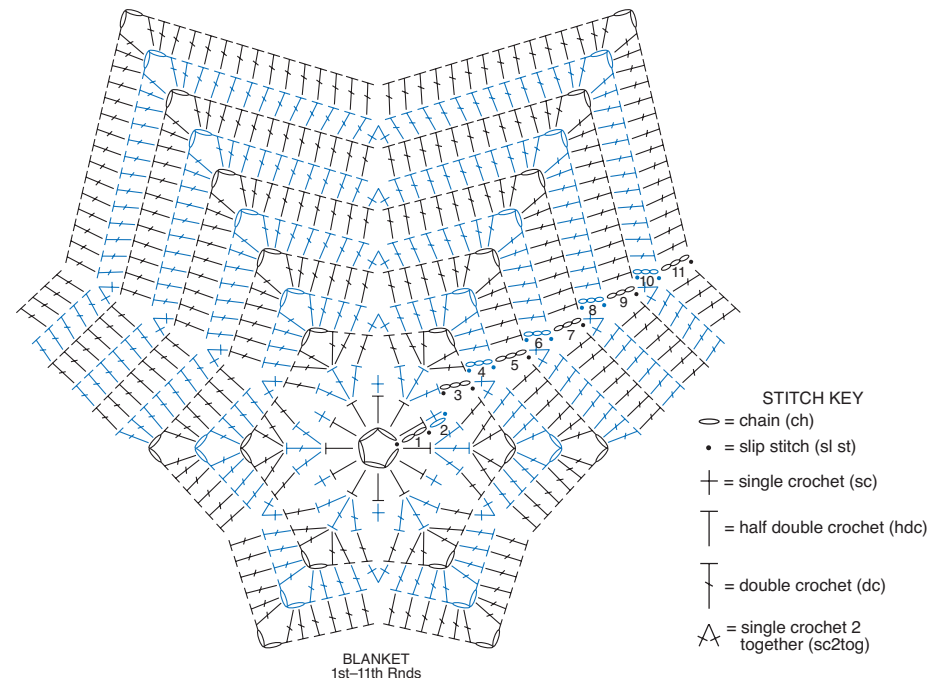 11
10
9
8
7
6
5
4
3
2
1
STITCH KEY
= chain (ch)
= slip stitch (sl st)
= single crochet (sc)
= half double crochet (hdc)
= double crochet (dc)
= single crochet 2
together (sc2tog)
BLANKET
1st–11th Rnds